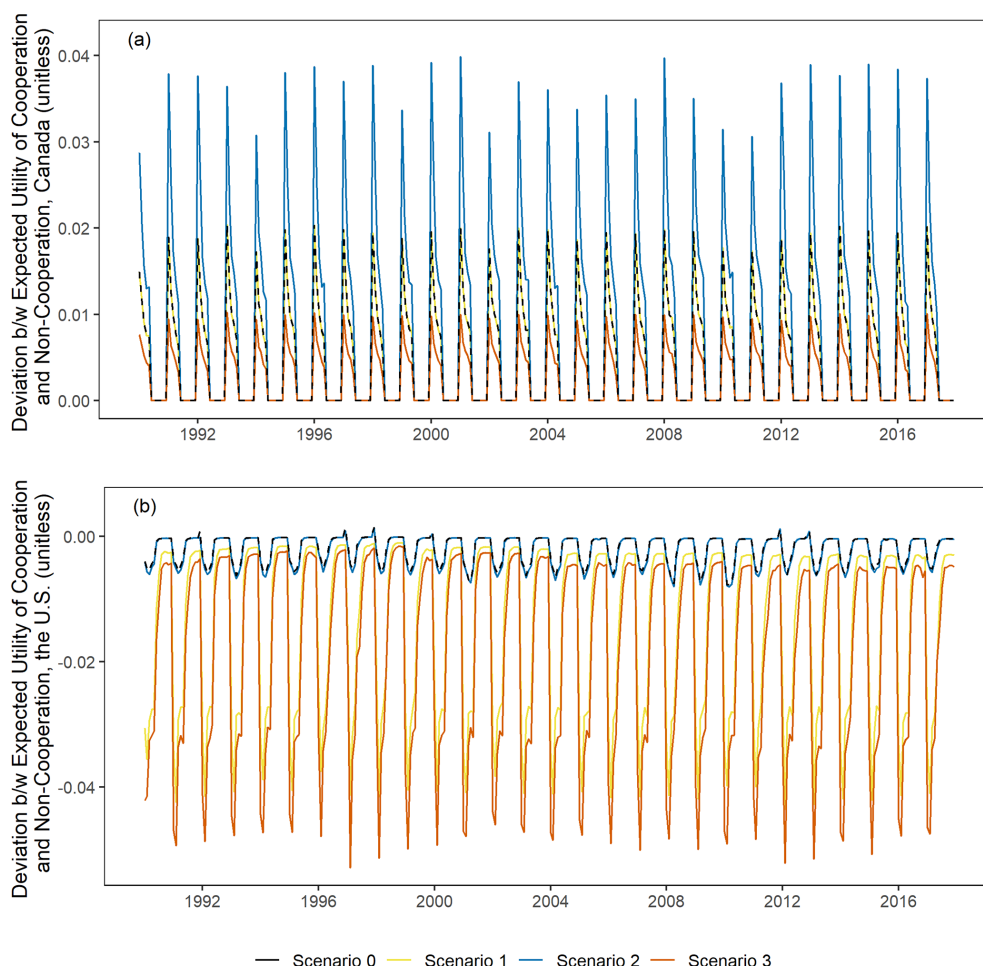 (a)
Deviation b/w Expected Utility of Cooperation
and Non-Cooperation, Canada (unitless)
0.04
0.03
0.02
0.01
0.00
1992 1996 2000 2004 2008 2012 2016
(b)
Deviation b/w Expected Utility of Cooperation
and Non-Cooperation, the U.S. (unitless)
0.00
-0.02
-0.04
1992 1996 2000 2004 2008 2012 2016
Scenario 0 Scenario 1 Scenario 2 Scenario 3